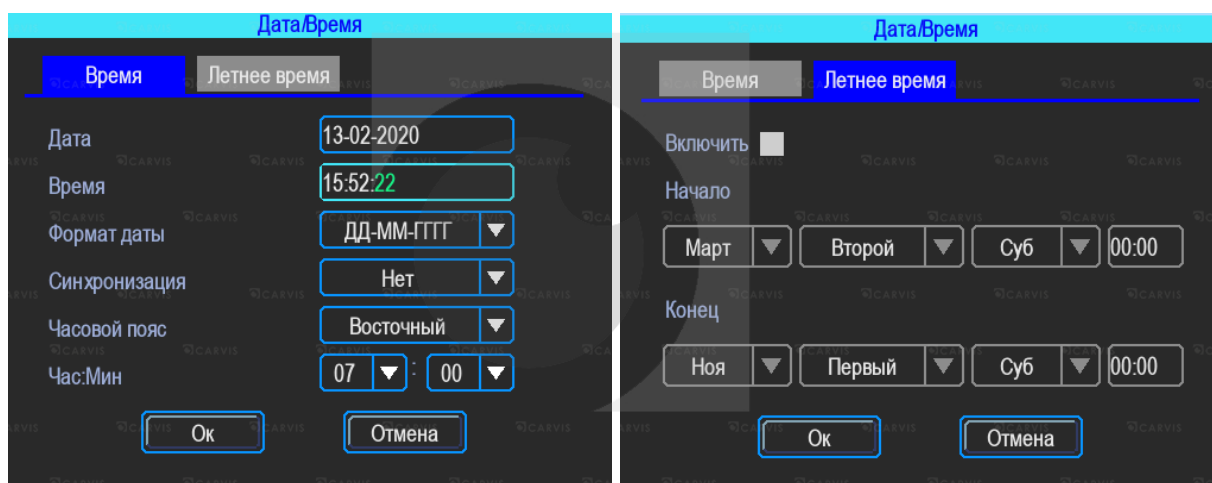 Дата/Время
Время Летнее время
Дата 13-02-2020
Время 15:52:22
Формат даты ДД-ММ-ГГГГ
Синхронизация Нет
Часовой пояс Восточный
Час:Мин 07 : 00
Ок Отмена
Дата/Время
Время Летнее время
Включить
Начало
Март Второй Суб 00:00
Конец
Ноя Первый Суб 00:00
Ок Отмена
CARVIS